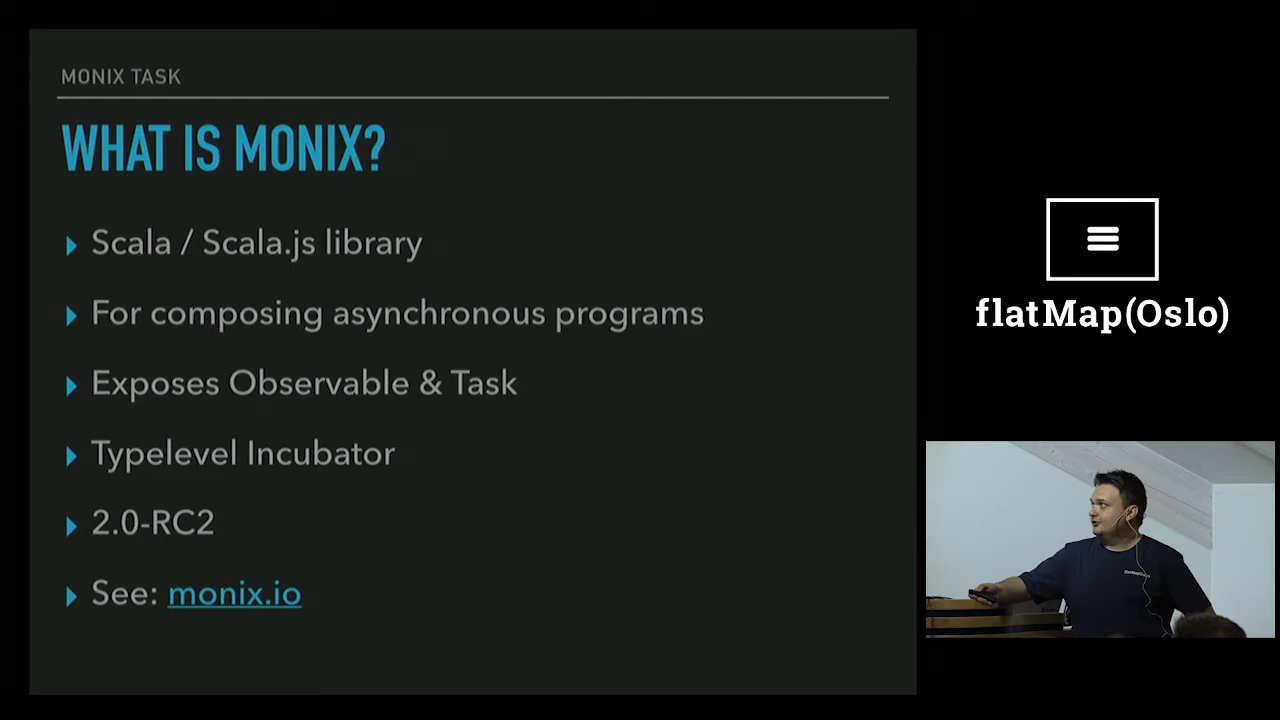 MONIX TASK
WHAT IS MONIX?
Scala / Scala.js library
For composing asynchronous programs
Exposes Observable & Task
Typelevel Incubator
2.0-RC2
See: monix.io
flatMap(Oslo)